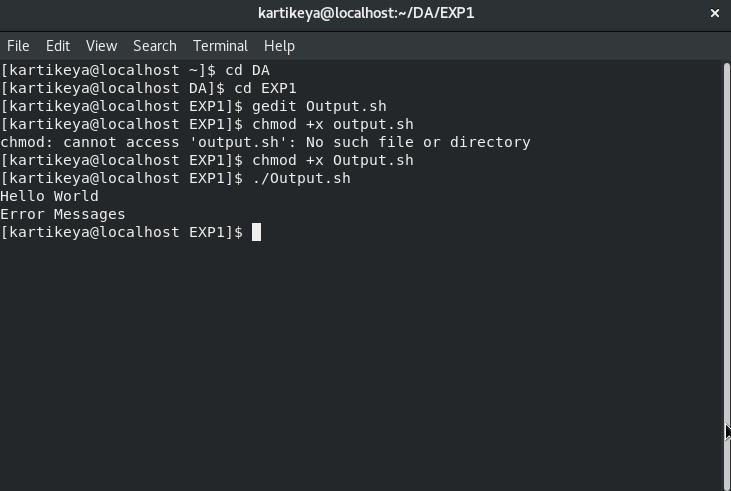 kartikeya@localhost:~/DA/EXP1
File Edit View Search Terminal Help
[kartikeya@localhost ~]$ cd DA
[kartikeya@localhost DA]$ cd EXP1
[kartikeya@localhost EXP1]$ gedit Output.sh
[kartikeya@localhost EXP1]$ chmod +x output.sh
chmod: cannot access 'output.sh': No such file or directory
[kartikeya@localhost EXP1]$ chmod +x Output.sh
[kartikeya@localhost EXP1]$ ./Output.sh
Hello World
Error Messages
[kartikeya@localhost EXP1]$